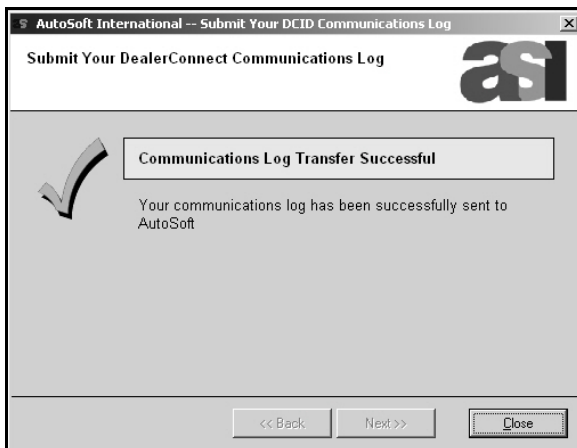 AutoSoft International -- Submit Your DCID Communications Log
Submit Your DealerConnect Communications Log
asi
Communications Log Transfer Successful
Your communications log has been successfully sent to
AutoSoft
<< Back Next >> Close